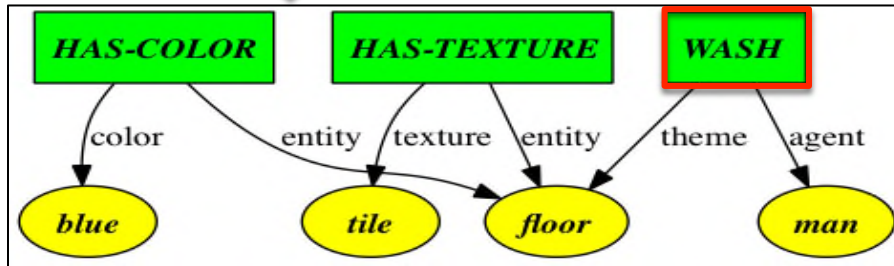 HAS-COLOR HAS-TEXTURE WASH
color entity texture entity theme agent
blue tile floor man